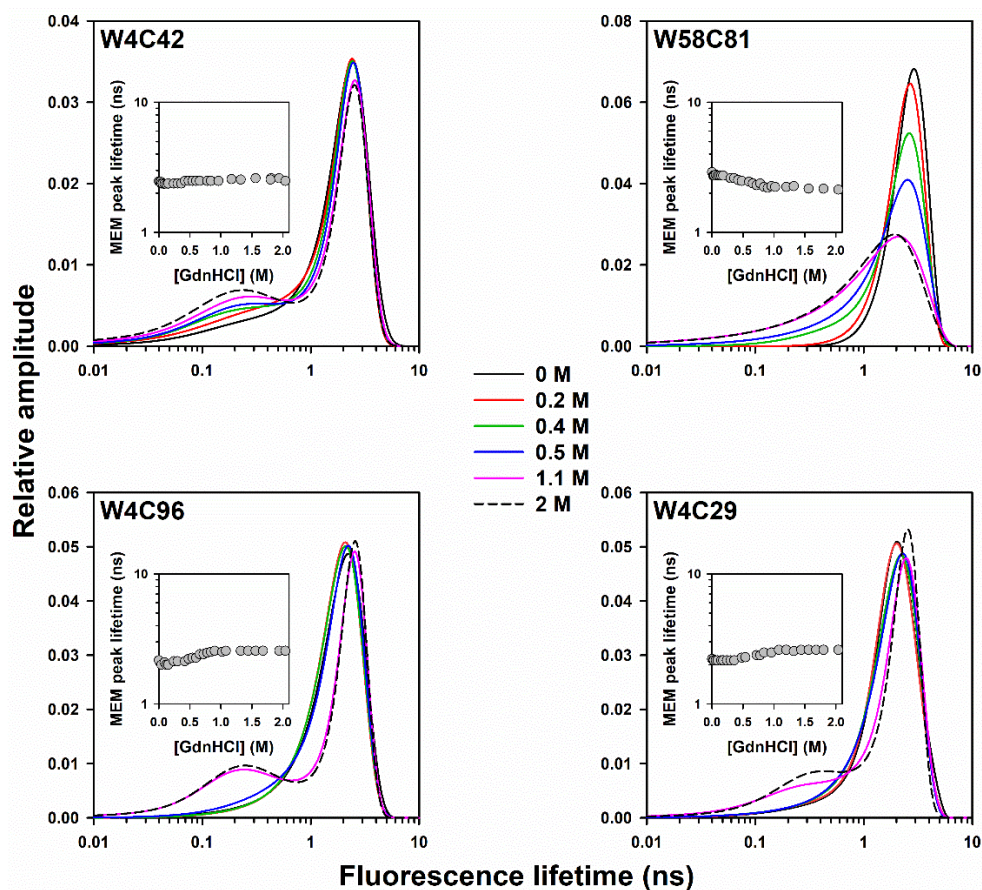 Relative amplitude
W4C42
0.04
0.03
0.02
0.01
0.00
0.01 0.1 1 10
MEM peak lifetime (ns)
10
1
0.0 0.5 1.0 1.5 2.0
[GdnHCl] (M)
W58C81
0.08
0.06
0.04
0.02
0.00
0.01 0.1 1 10
MEM peak lifetime (ns)
10
1
0.0 0.5 1.0 1.5 2.0
[GdnHCl] (M)
0 M
0.2 M
0.4 M
0.5 M
1.1 M
2 M
W4C96
0.06
0.05
0.04
0.03
0.02
0.01
0.00
0.01 0.1 1 10
MEM peak lifetime (ns)
10
1
0.0 0.5 1.0 1.5 2.0
[GdnHCl] (M)
W4C29
0.06
0.05
0.04
0.03
0.02
0.01
0.00
0.01 0.1 1 10
MEM peak lifetime (ns)
10
1
0.0 0.5 1.0 1.5 2.0
[GdnHCl] (M)
Fluorescence lifetime (ns)